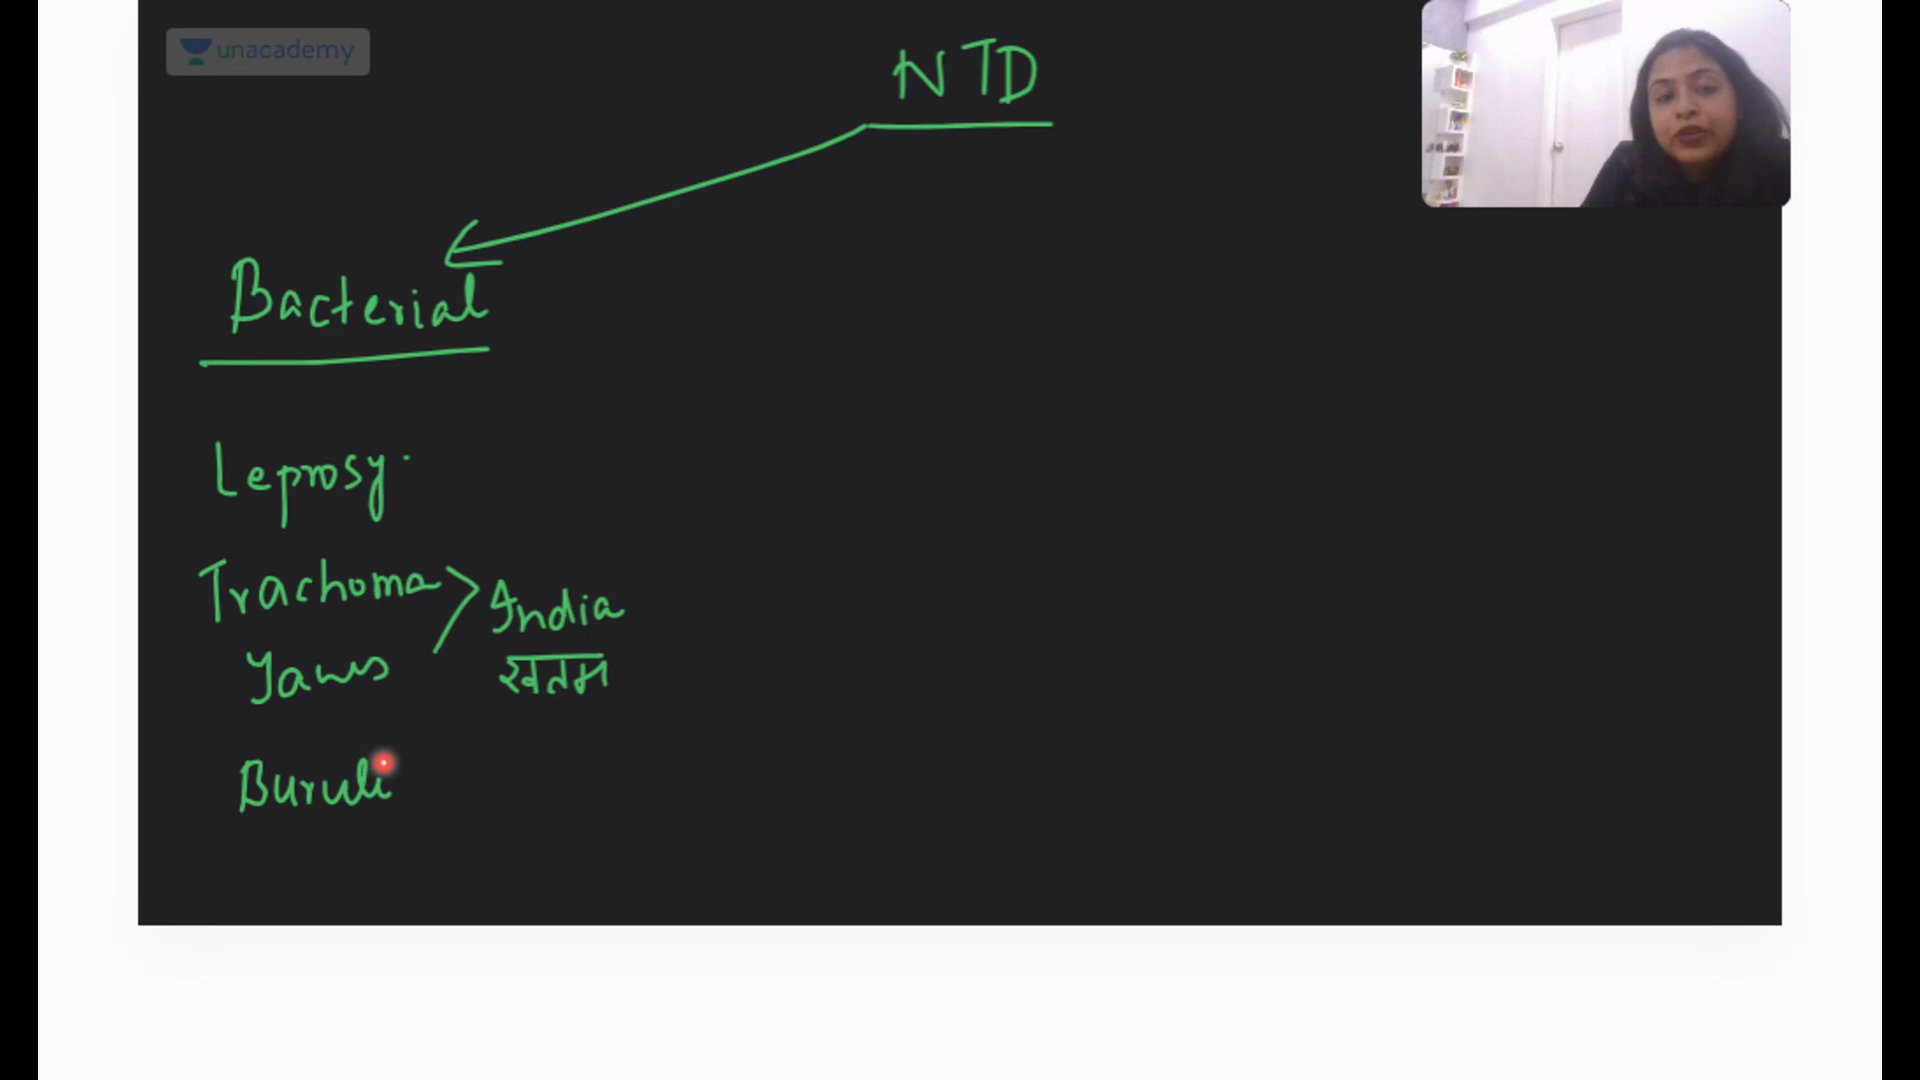 unacademy
NTD
Bacterial
Leprosy
Trachoma
India
Yaws
खतम
Buruli